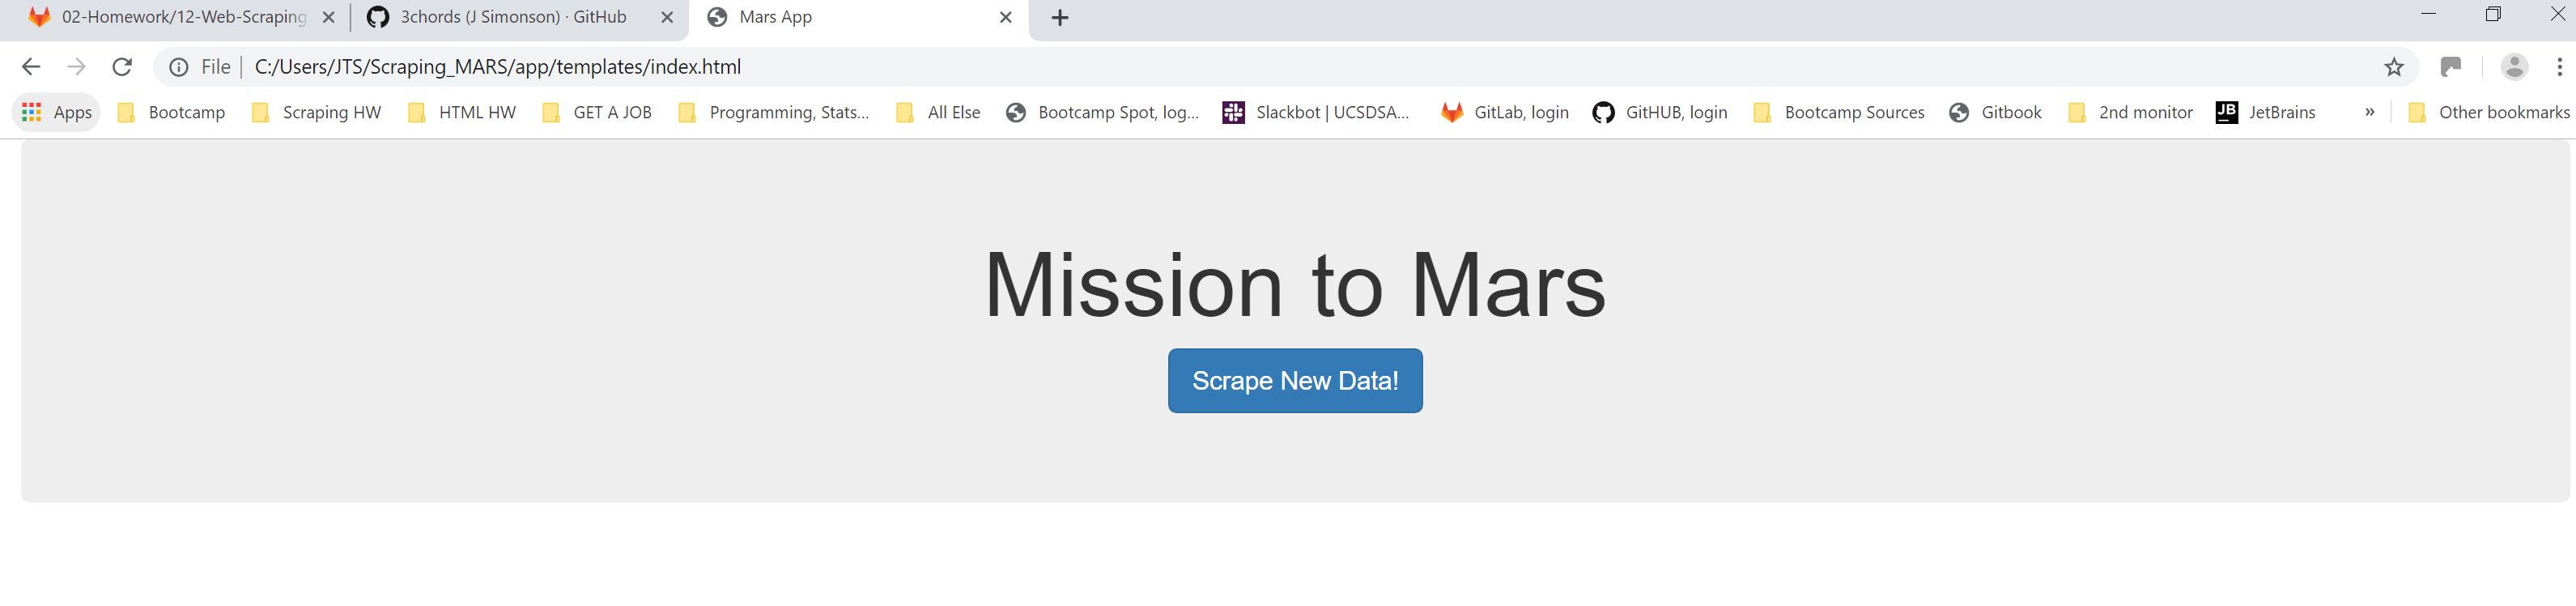 02-Homework/12-Web-Scraping
3chords (J Simonson) · GitHub
Mars App
File
C:/Users/JTS/Scraping_MARS/app/templates/index.html
Apps
Bootcamp
Scraping HW
HTML HW
GET A JOB
Programming, Stats...
All Else
Bootcamp Spot, log...
Slackbot | UCSDSA...
GitLab, login
GitHUB, login
Bootcamp Sources
Gitbook
2nd monitor
JB
JetBrains
»
Other bookmarks
Mission to Mars
Scrape New Data!